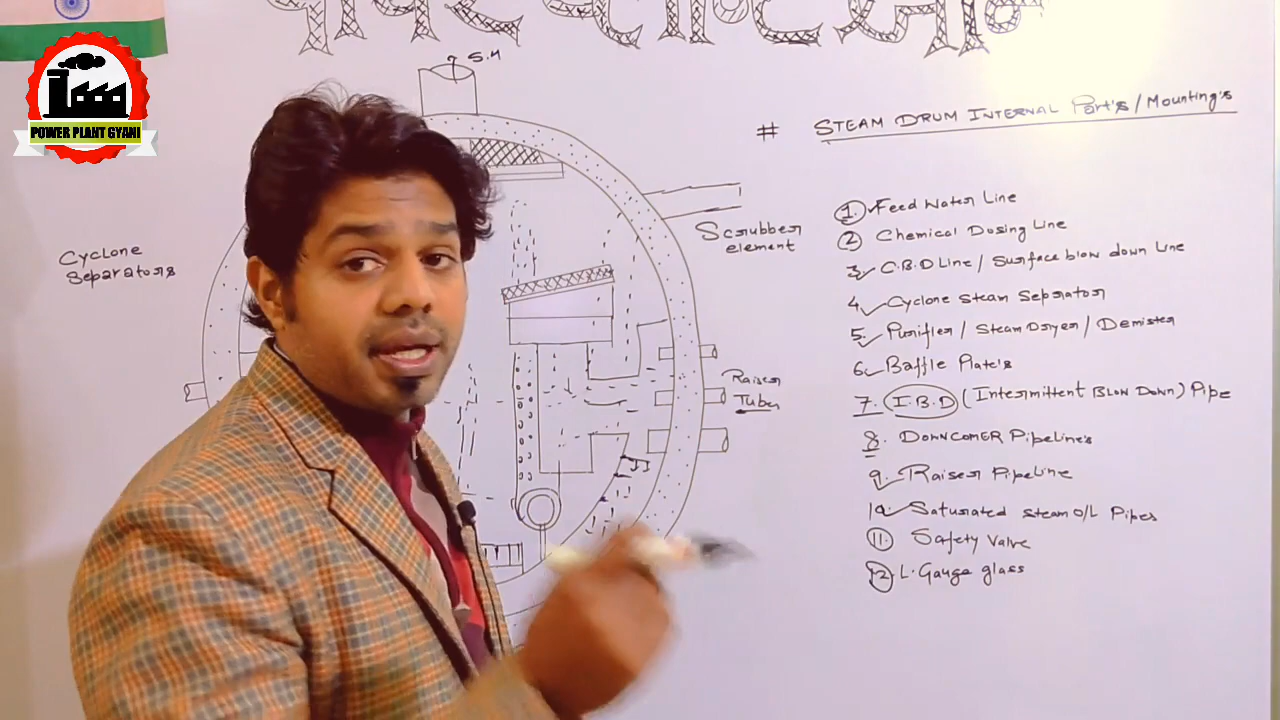 POWER PLANT GYANI
S.H
# STEAM DRUM INTERNAL Part's / Mounting's
Cyclone
Separators
Scrubber
element
Raiser
Tube
1. Feed Water Line
2 Chemical Dosing Line
3. C.B.D Line / Surface blow down Line
4. Cyclone Steam Seprator
5. Purifier / Steam Dryer / Demister
6. Baffle Plate's
7. I.B.D (Intermittent Blow Down) Pipe
8. DOWNCOMER Pipeline's
9. Raiser Pipeline
10. Saturated steam O/L Pipes
11. Safety Valve
12. L. Gauge glass